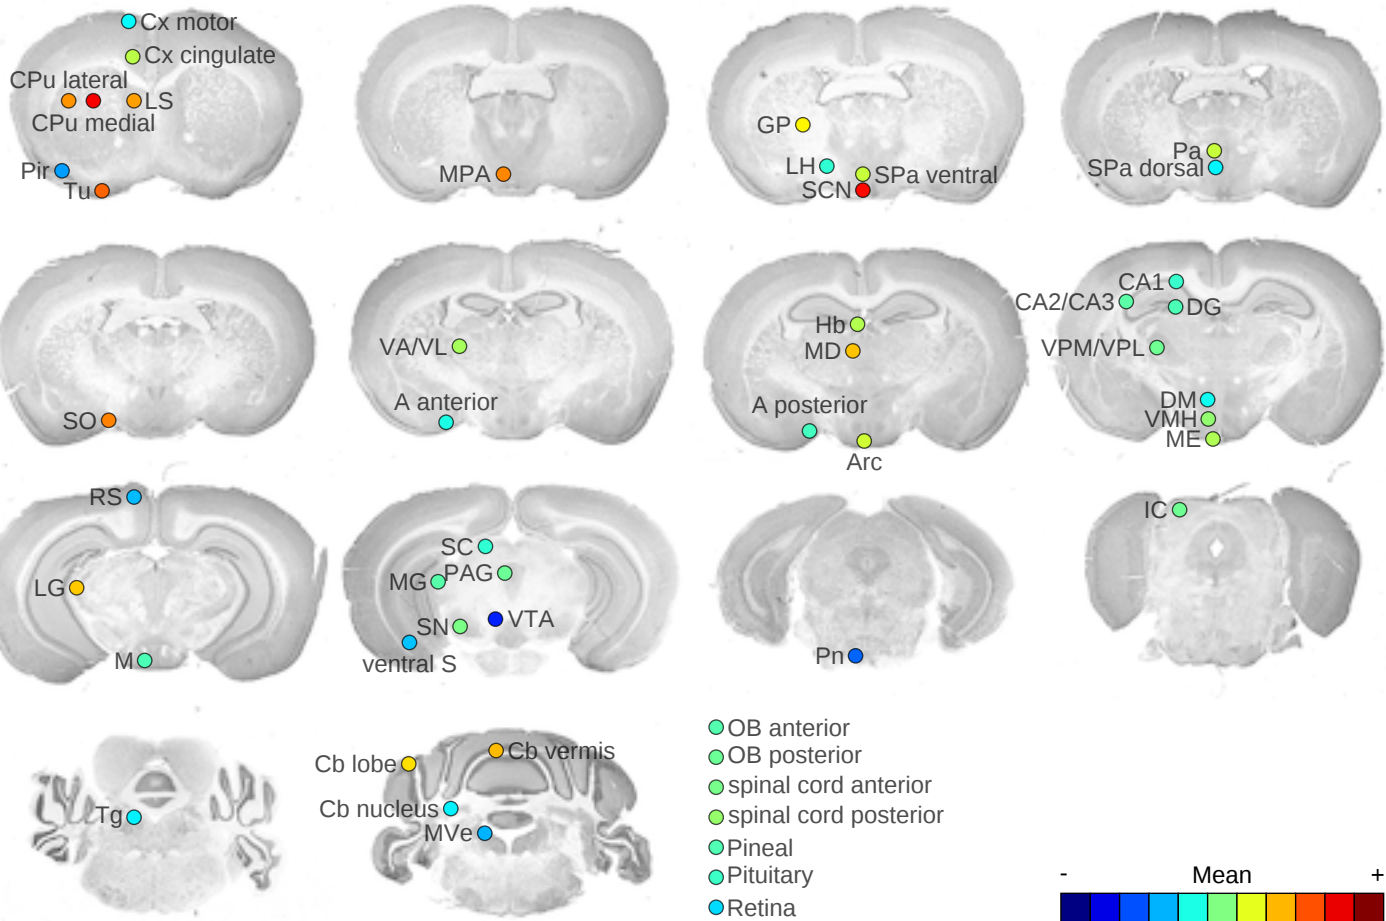 Cx motor
Cx cingulate
CPu lateral
LS
CPu medial
Pir
Tu
MPA
GP
LH
SPa ventral
SCN
Pa
SPa dorsal
SO
VA/VL
A anterior
Hb
MD
A posterior
Arc
CA1
CA2/CA3
DG
VPM/VPL
DM
VMH
ME
RS
LG
M
SC
MG
PAG
SN
VTA
ventral S
Pn
IC
Tg
Cb lobe
Cb vermis
Cb nucleus
MVe
OB anterior
OB posterior
spinal cord anterior
spinal cord posterior
Pineal
Pituitary
Retina
- Mean +